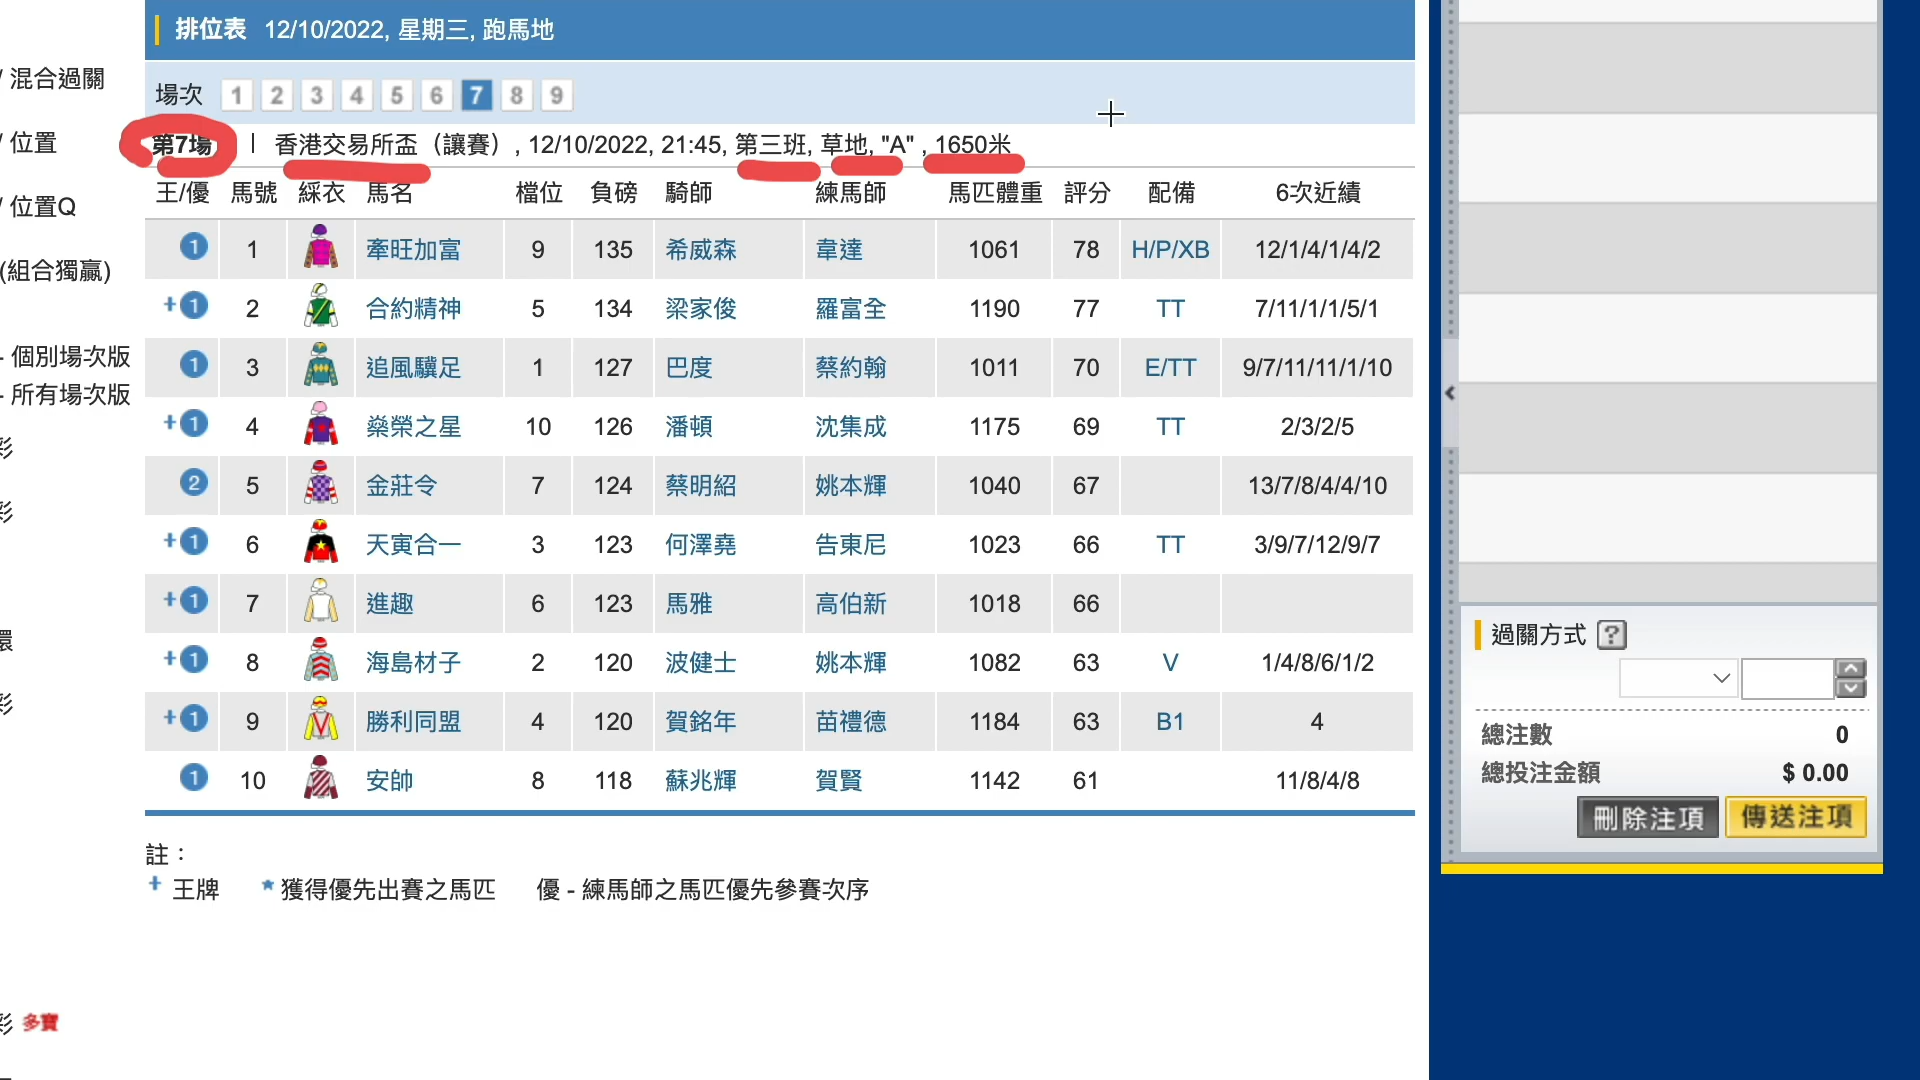 排位表 12/10/2022, 星期三, 跑馬地
/ 混合過關
場次 1 2 3 4 5 6 7 8 9
/ 位置
第7場 | 香港交易所盃（讓賽）, 12/10/2022, 21:45, 第三班, 草地, "A" , 1650米
王/優 馬號 綵衣 馬名 檔位 負磅 騎師 練馬師 馬匹體重 評分 配備 6次近績
/ 位置Q
1 1 牽旺加富 9 135 希威森 韋達 1061 78 H/P/XB 12/1/4/1/4/2
(組合獨贏)
+ 1 2 合約精神 5 134 梁家俊 羅富全 1190 77 TT 7/11/1/1/5/1
- 個別場次版
1 3 追風驥足 1 127 巴度 蔡約翰 1011 70 E/TT 9/7/11/11/1/10
- 所有場次版
+ 1 4 燊榮之星 10 126 潘頓 沈集成 1175 69 TT 2/3/2/5
彩
2 5 金莊令 7 124 蔡明紹 姚本輝 1040 67 13/7/8/4/4/10
彩
+ 1 6 天寅合一 3 123 何澤堯 告東尼 1023 66 TT 3/9/7/12/9/7
+ 1 7 進趣 6 123 馬雅 高伯新 1018 66
+ 1 8 海島材子 2 120 波健士 姚本輝 1082 63 V 1/4/8/6/1/2
彩
+ 1 9 勝利同盟 4 120 賀銘年 苗禮德 1184 63 B1 4
1 10 安帥 8 118 蘇兆輝 賀賢 1142 61 11/8/4/8
註：
+ 王牌 * 獲得優先出賽之馬匹 優 - 練馬師之馬匹優先參賽次序
彩 多寶
過關方式 ?
總注數 0
總投注金額 $ 0.00
刪除注項 傳送注項